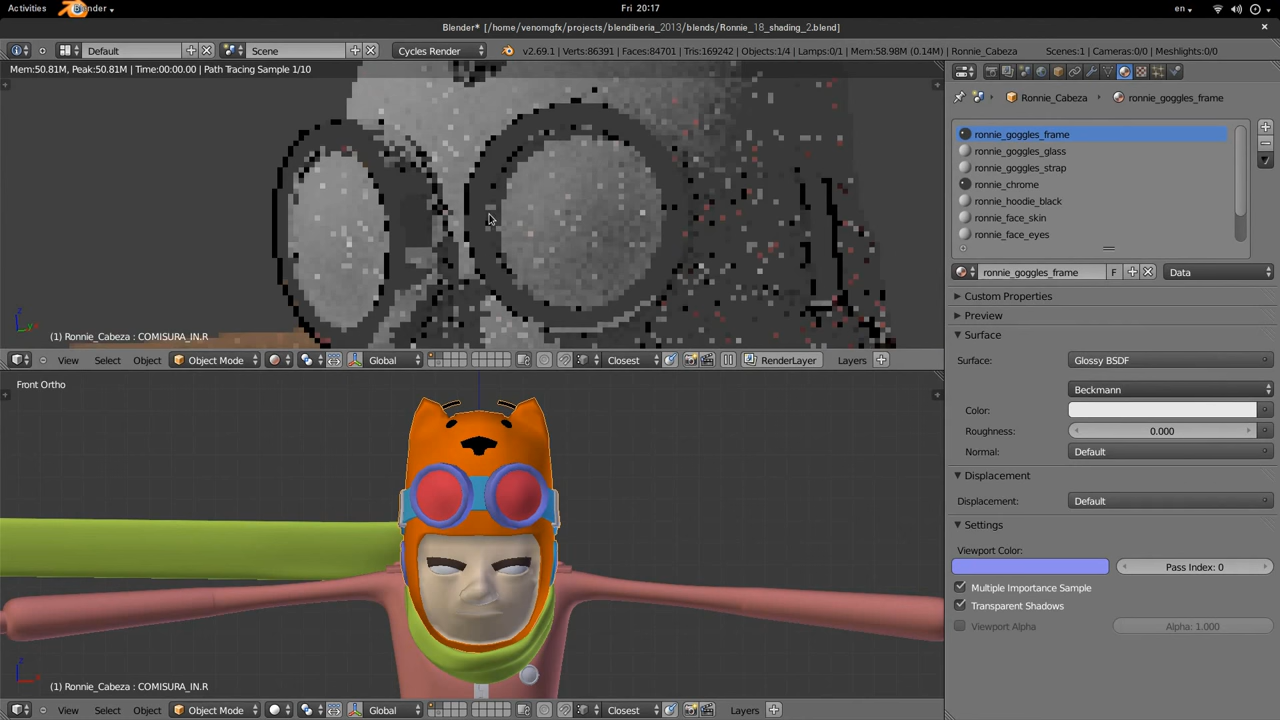 Activities Blender Fri 20:17 en
Blender* [/home/venomgfx/projects/blendiberia_2013/blends/Ronnie_18_shading_2.blend]
Default Scene Cycles Render v2.69.1 | Verts:86391 | Faces:84701 | Tris:169242 | Objects:1/4 | Lamps:0/1 | Mem:58.98M (0.14M) | Ronnie_Cabeza Scenes:1 | Cameras:0/0 | Meshlights:0/0
Mem:50.81M, Peak:50.81M | Time:00:00.00 | Path Tracing Sample 1/10
Ronnie_Cabeza ronnie_goggles_frame
ronnie_goggles_frame
ronnie_goggles_glass
ronnie_goggles_strap
ronnie_chrome
ronnie_hoodie_black
ronnie_face_skin
ronnie_face_eyes
ronnie_goggles_frame F Data
Custom Properties
Preview
Surface
Surface: Glossy BSDF
Beckmann
Color:
Roughness: 0.000
Normal: Default
Displacement
Displacement: Default
Settings
Viewport Color:
Pass Index: 0
Multiple Importance Sample
Transparent Shadows
Viewport Alpha Alpha: 1.000
z y
(1) Ronnie_Cabeza : COMISURA_IN.R
View Select Object Object Mode Global Closest RenderLayer Layers
Front Ortho
z x
(1) Ronnie_Cabeza : COMISURA_IN.R
View Select Object Object Mode Global Closest Layers